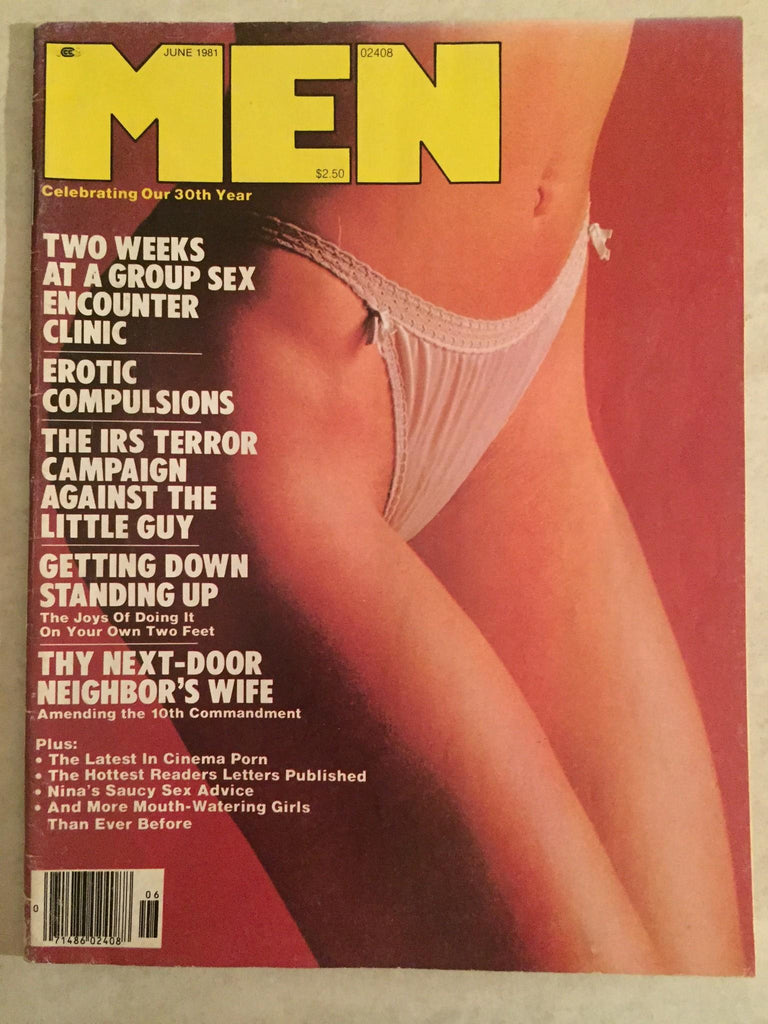 JUNE 1981
02408
MEN
$2.50
Celebrating Our 30th Year
TWO WEEKS
AT A GROUP SEX
ENCOUNTER
CLINIC
EROTIC
COMPULSIONS
THE IRS TERROR
CAMPAIGN
AGAINST THE
LITTLE GUY
GETTING DOWN
STANDING UP
The Joys Of Doing It
On Your Own Two Feet
THY NEXT-DOOR
NEIGHBOR'S WIFE
Amending the 10th Commandment
Plus:
• The Latest In Cinema Porn
• The Hottest Readers Letters Published
• Nina's Saucy Sex Advice
• And More Mouth-Watering Girls
Than Ever Before
06
0 71486 02408